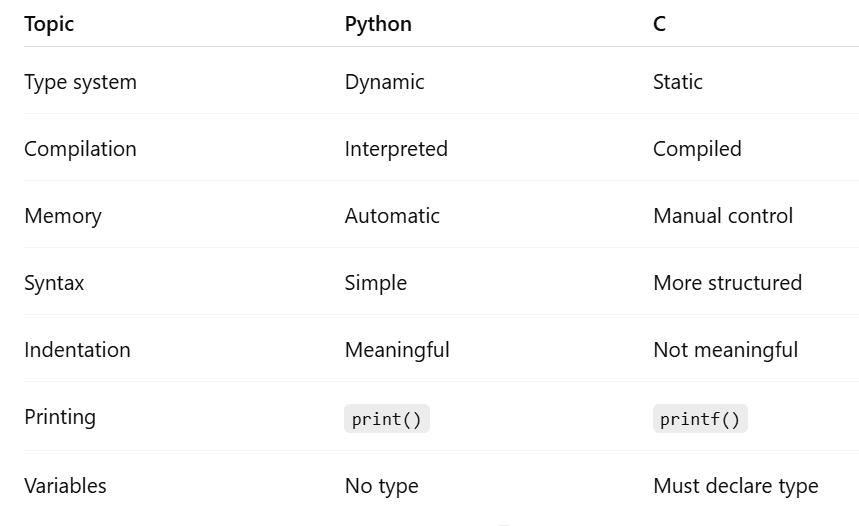 Topic Python C
Type system Dynamic Static
Compilation Interpreted Compiled
Memory Automatic Manual control
Syntax Simple More structured
Indentation Meaningful Not meaningful
Printing print() printf()
Variables No type Must declare type